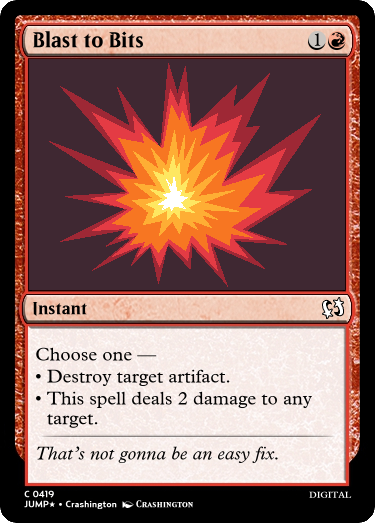 Blast to Bits 1
Instant
Choose one —
• Destroy target artifact.
• This spell deals 2 damage to any
target.
That's not gonna be an easy fix.
C 0419 DIGITAL
JUMP★ • Crashington CRASHINGTON